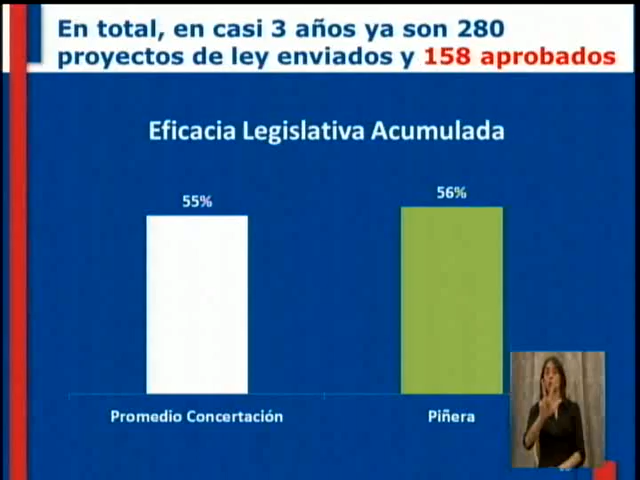 En total, en casi 3 años ya son 280
proyectos de ley enviados y 158 aprobados
Eficacia Legislativa Acumulada
55%
56%
Promedio Concertación
Piñera